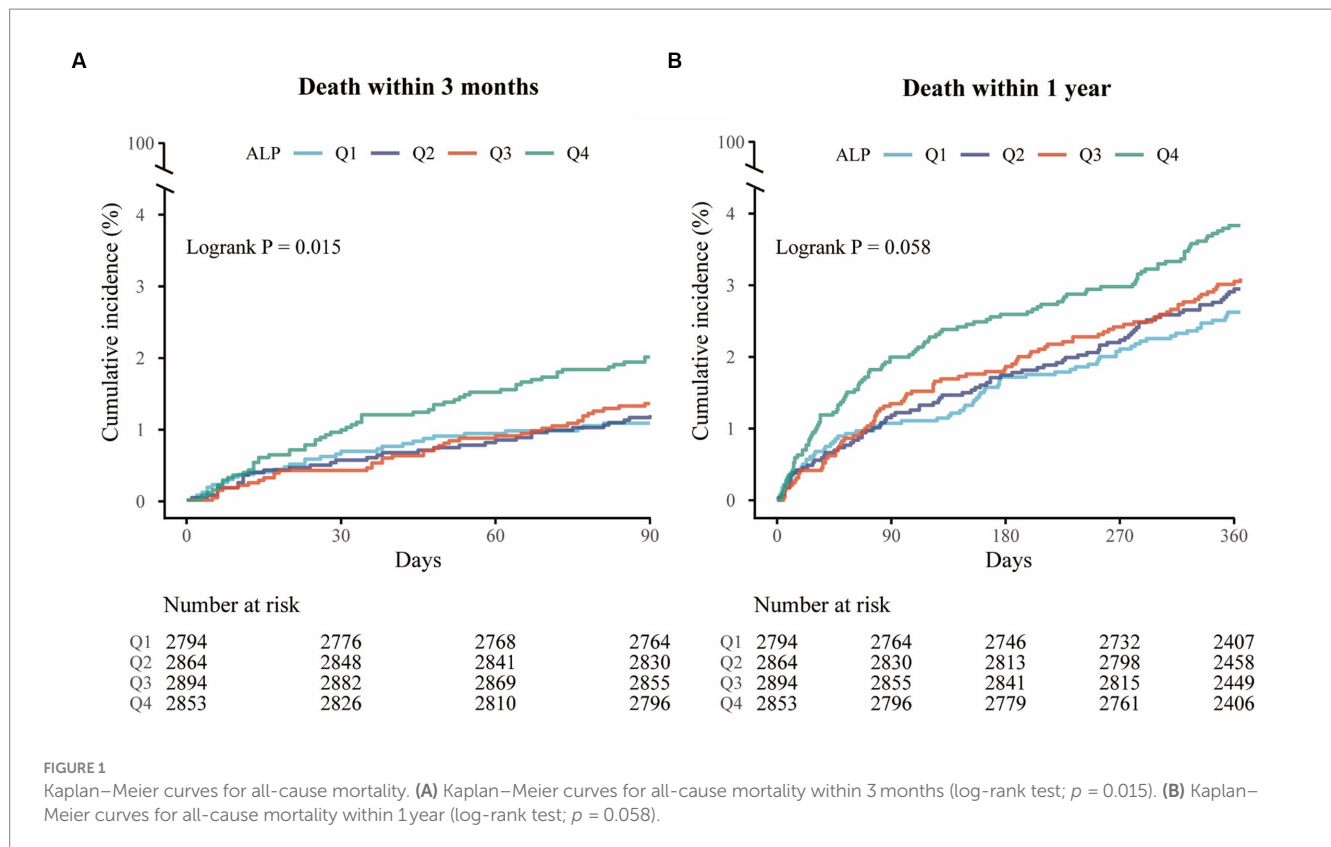 A
Death within 3 months
ALP Q1 Q2 Q3 Q4
100
4
3
2
1
0
Cumulative incidence (%)
Logrank P = 0.015
0 30 60 90
Days
Number at risk
Q1 2794 2776 2768 2764
Q2 2864 2848 2841 2830
Q3 2894 2882 2869 2855
Q4 2853 2826 2810 2796
B
Death within 1 year
ALP Q1 Q2 Q3 Q4
100
4
3
2
1
0
Cumulative incidence (%)
Logrank P = 0.058
0 90 180 270 360
Days
Number at risk
Q1 2794 2764 2746 2732 2407
Q2 2864 2830 2813 2798 2458
Q3 2894 2855 2841 2815 2449
Q4 2853 2796 2779 2761 2406
FIGURE 1
Kaplan–Meier curves for all-cause mortality. (A) Kaplan–Meier curves for all-cause mortality within 3 months (log-rank test; p = 0.015). (B) Kaplan–
Meier curves for all-cause mortality within 1 year (log-rank test; p = 0.058).